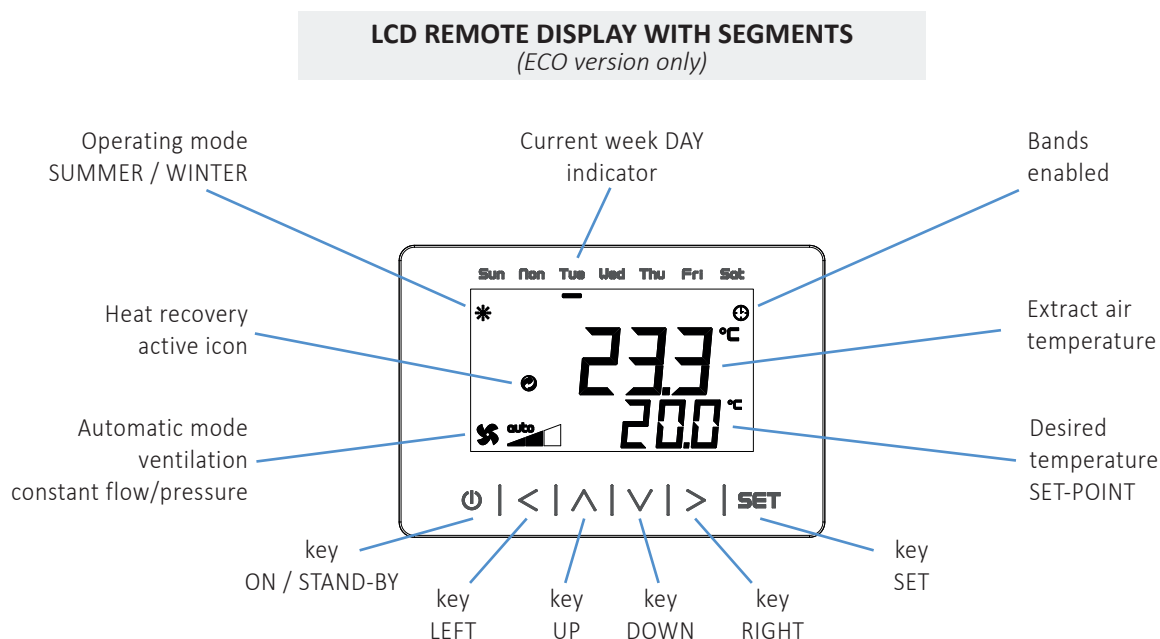 LCD REMOTE DISPLAY WITH SEGMENTS
(ECO version only)
Operating mode
SUMMER / WINTER
Current week DAY
indicator
Bands
enabled
Sun Mon Tue Wed Thu Fri Sat
Heat recovery
active icon
23.3 °C
Extract air
temperature
Automatic mode
ventilation
constant flow/pressure
auto
20.0 °C
Desired
temperature
SET-POINT
SET
key
ON / STAND-BY
key
LEFT
key
UP
key
DOWN
key
RIGHT
key
SET